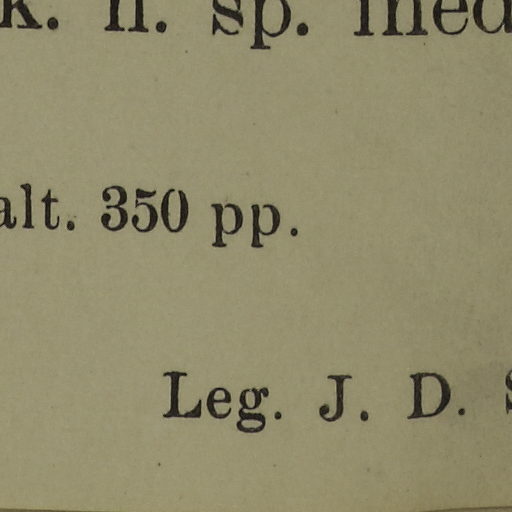 k. n. sp. ined
alt. 350 pp.
Leg. J. D. S